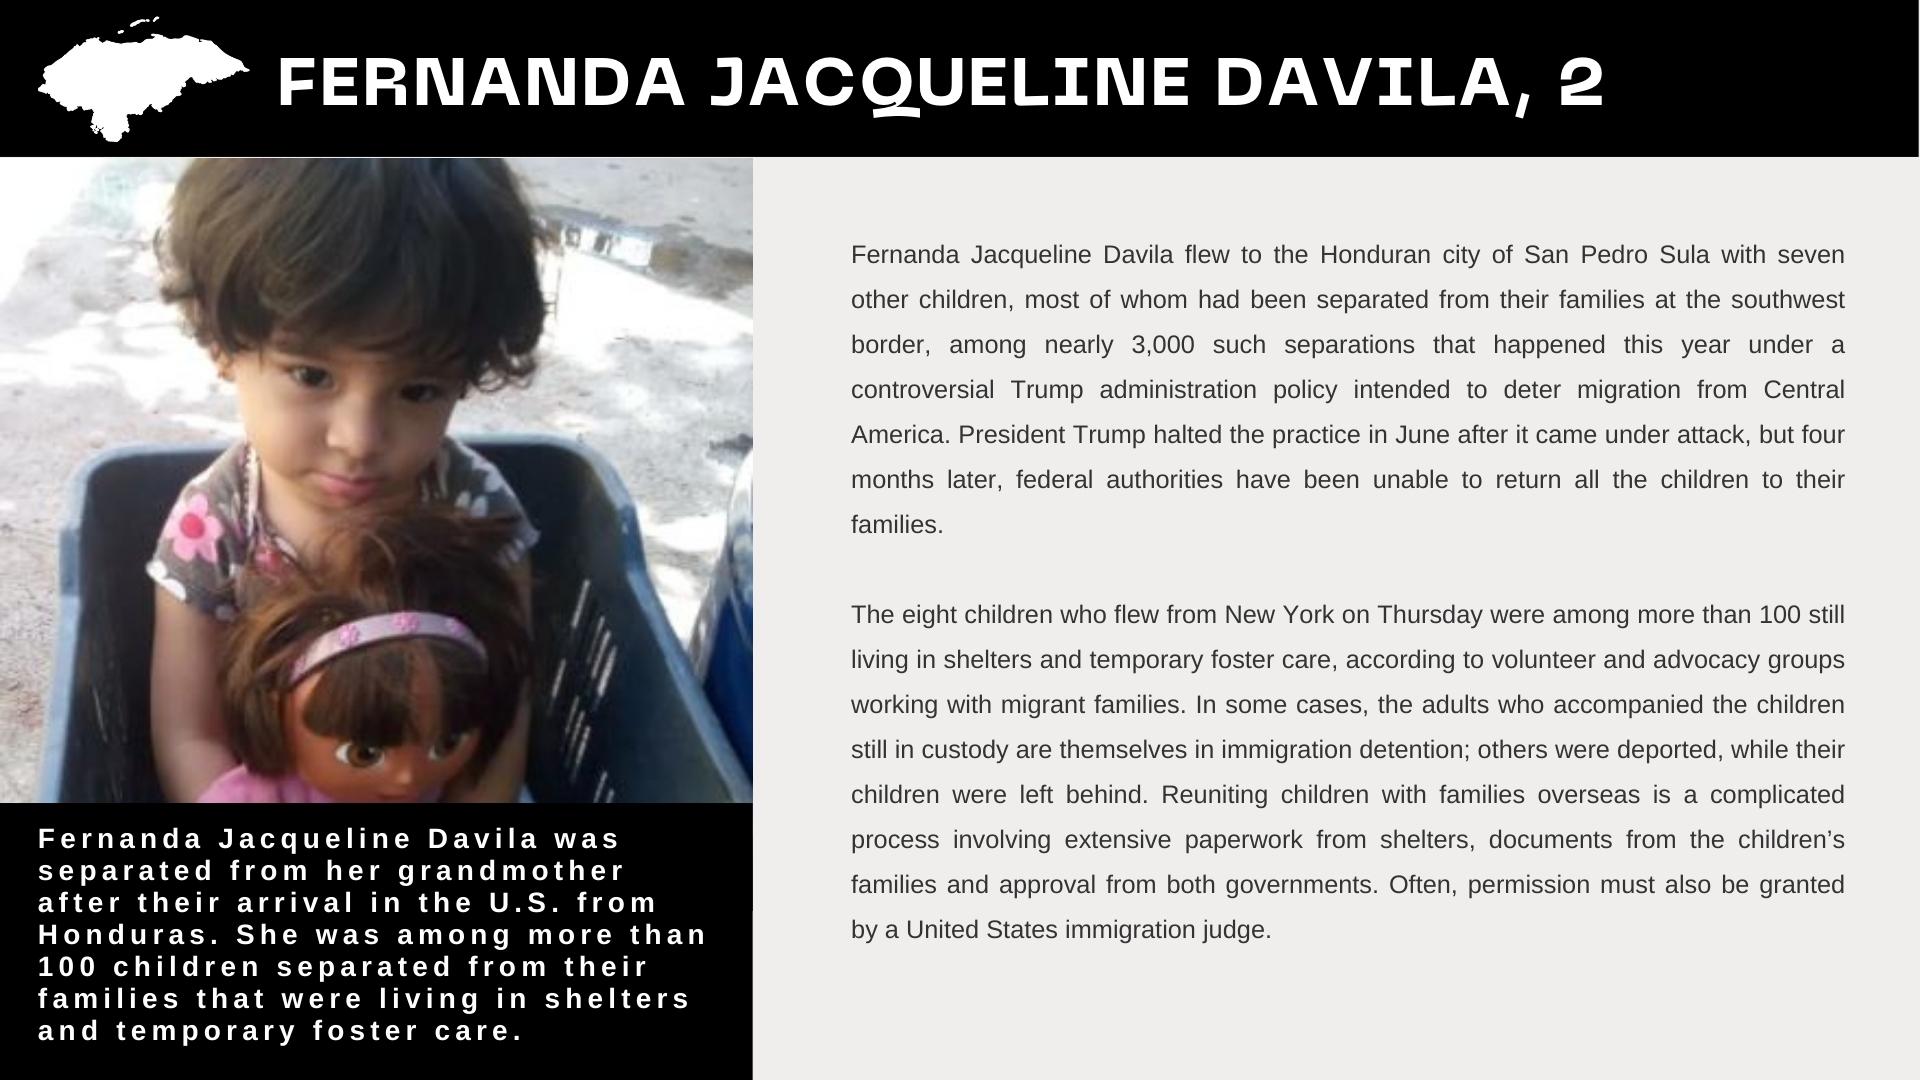 FERNANDA JACQUELINE DAVILA, 2
Fernanda Jacqueline Davila flew to the Honduran city of San Pedro Sula with seven
other children, most of whom had been separated from their families at the southwest
border, among nearly 3,000 such separations that happened this year under a
controversial Trump administration policy intended to deter migration from Central
America. President Trump halted the practice in June after it came under attack, but four
months later, federal authorities have been unable to return all the children to their
families.
The eight children who flew from New York on Thursday were among more than 100 still
living in shelters and temporary foster care, according to volunteer and advocacy groups
working with migrant families. In some cases, the adults who accompanied the children
still in custody are themselves in immigration detention; others were deported, while their
children were left behind. Reuniting children with families overseas is a complicated
process involving extensive paperwork from shelters, documents from the children’s
families and approval from both governments. Often, permission must also be granted
by a United States immigration judge.
Fernanda Jacqueline Davila was
separated from her grandmother
after their arrival in the U.S. from
Honduras. She was among more than
100 children separated from their
families that were living in shelters
and temporary foster care.